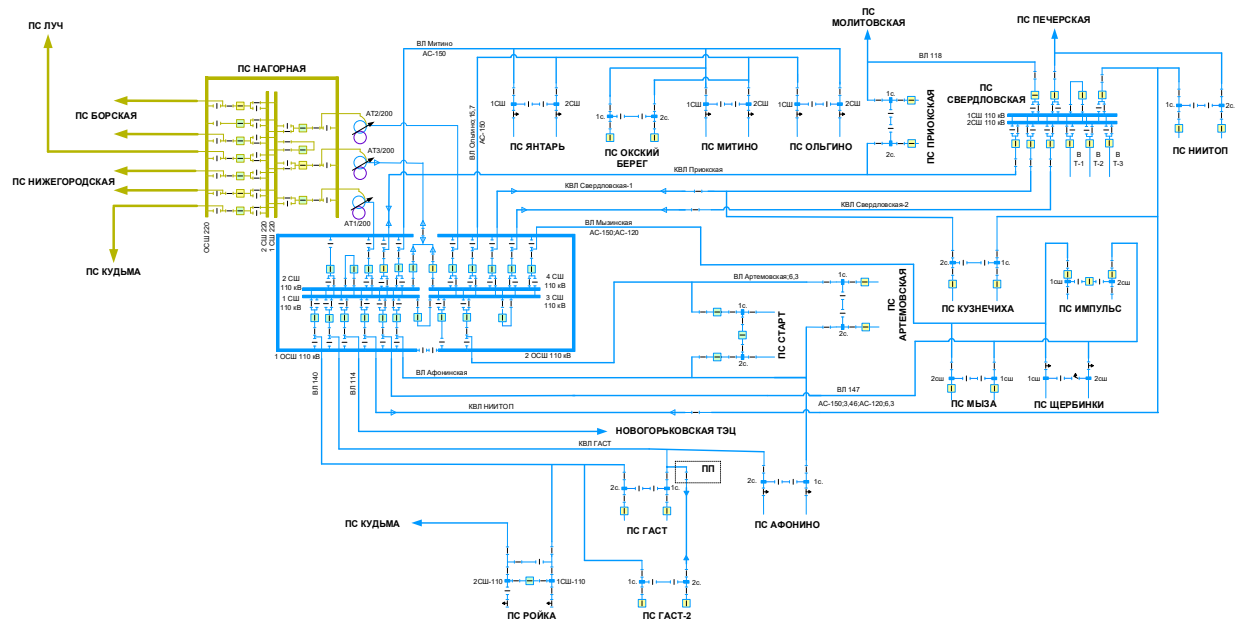 ПС ЛУЧ
ПС НАГОРНАЯ
ПС БОРСКАЯ
ПС НИЖЕГОРОДСКАЯ
ПС КУДЬМА
ОСШ 220
2 СШ 220
1 СШ 220
АТ2/200
АТ3/200
АТ1/200
ВЛ Митино
АС-150
ВЛ Ольгино;15,7
АС-150
1СШ
2СШ
ПС ЯНТАРЬ
1с.
2с.
ПС ОКСКИЙ
БЕРЕГ
1СШ
2СШ
ПС МИТИНО
1СШ
2СШ
ПС ОЛЬГИНО
ПС
МОЛИТОВСКАЯ
ВЛ 118
1с.
2с.
ПС ПРИОКСКАЯ
ПС ПЕЧЕРСКАЯ
ПС
СВЕРДЛОВСКАЯ
1СШ 110 кВ
2СШ 110 кВ
В
Т-1
В
Т-2
В
Т-3
1с.
2с.
ПС НИИТОП
КВЛ Приокская
КВЛ Свердловская-1
КВЛ Свердловская-2
ВЛ Мызинская
АС-150;АС-120
2 СШ
110 кВ
1 СШ
110 кВ
4 СШ
110 кВ
3 СШ
110 кВ
1 ОСШ 110 кВ
2 ОСШ 110 кВ
ВЛ Артемовская;6,3
1с.
2с.
ПС СТАРТ
1с.
2с.
ПС
АРТЕМОВСКАЯ
2с.
1с.
ПС КУЗНЕЧИХА
1сш
2сш
ПС ИМПУЛЬС
ВЛ 140
ВЛ 114
ВЛ Афонинская
ВЛ 147
АС-150;3,46;АС-120;6,3
2сш
1сш
ПС МЫЗА
1сш
2сш
ПС ЩЕРБИНКИ
КВЛ НИИТОП
НОВОГОРЬКОВСКАЯ ТЭЦ
КВЛ ГАСТ
ПП
2с.
1с.
ПС ГАСТ
2с.
1с.
ПС АФОНИНО
ПС КУДЬМА
2СШ-110
1СШ-110
ПС РОЙКА
1с.
2с.
ПС ГАСТ-2